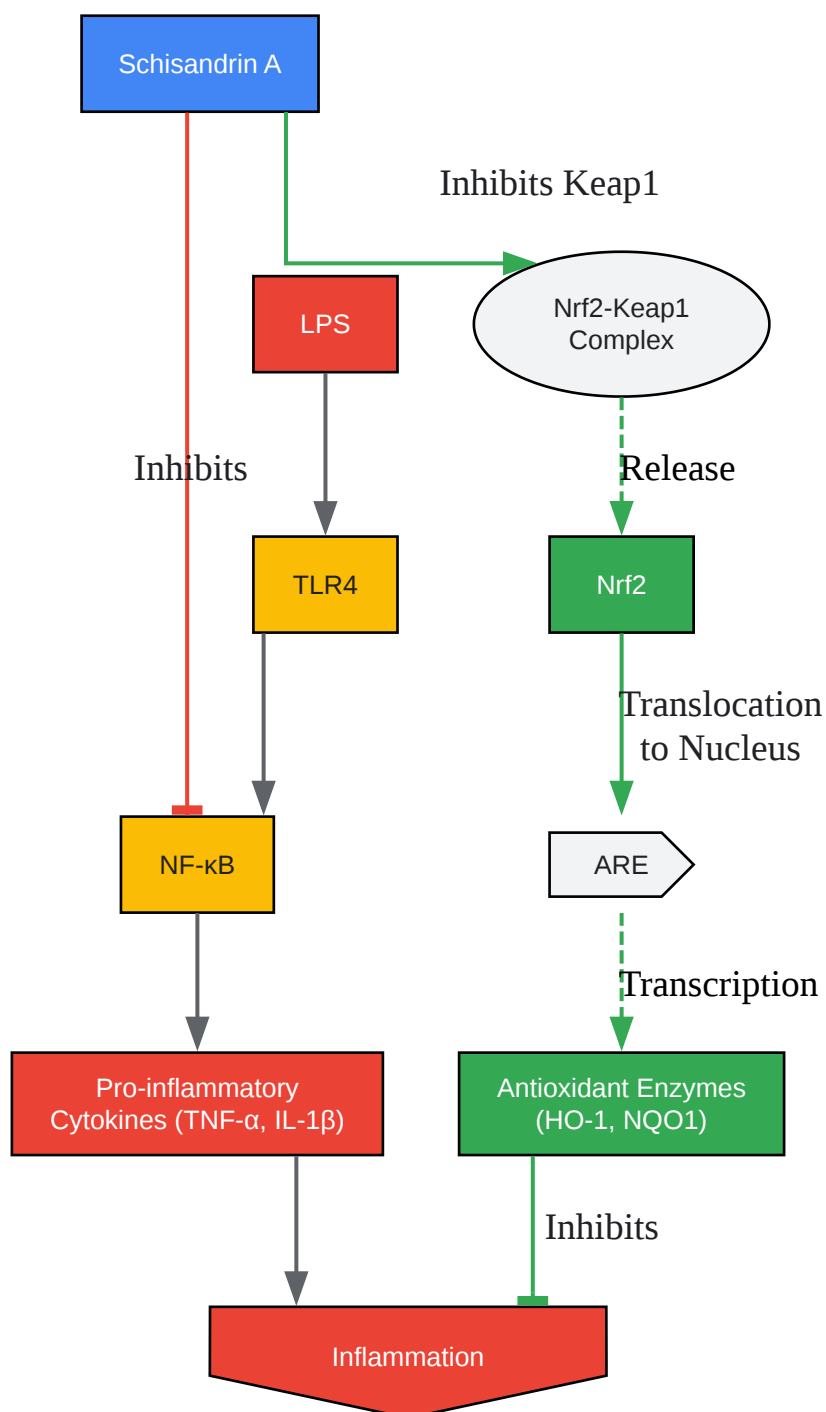 Schisandrin A
Inhibits Keap1
LPS
Nrf2-Keap1
Complex
Inhibits
Release
TLR4
Nrf2
Translocation
to Nucleus
NF-κB
ARE
Transcription
Pro-inflammatory
Cytokines (TNF-α, IL-1β)
Antioxidant Enzymes
(HO-1, NQO1)
Inhibits
Inflammation